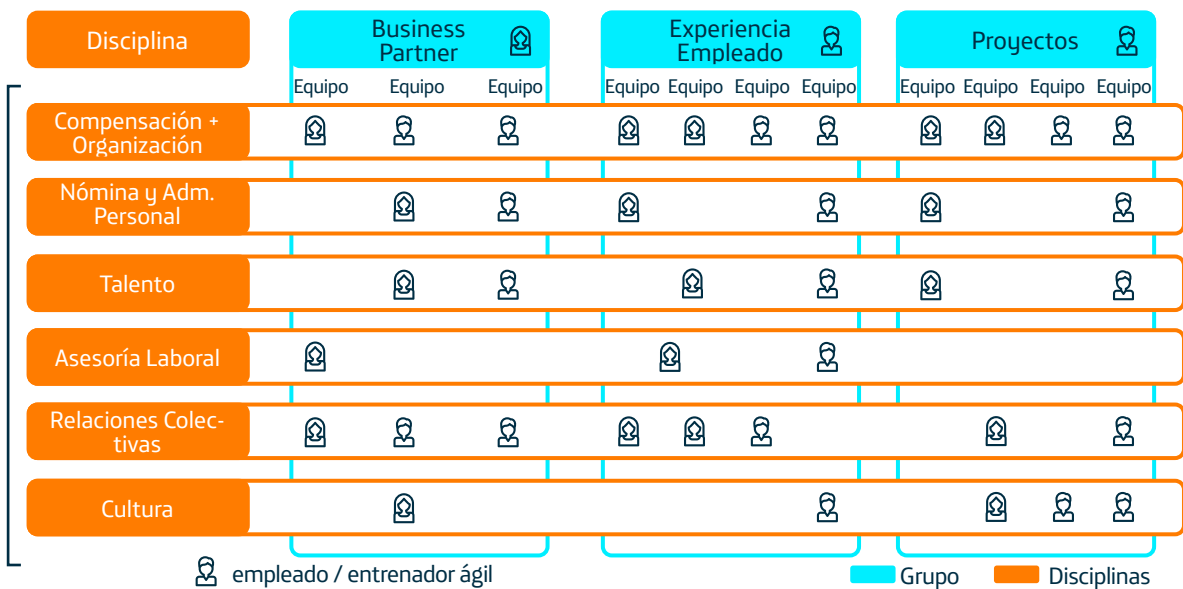 Disciplina
Business
Partner
Experiencia
Empleado
Proyectos
Equipo Equipo Equipo Equipo Equipo Equipo Equipo Equipo Equipo Equipo Equipo
Compensación +
Organización
Nómina y Adm.
Personal
Talento
Asesoría Laboral
Relaciones Colec-
tivas
Cultura
empleado / entrenador ágil
Grupo
Disciplinas